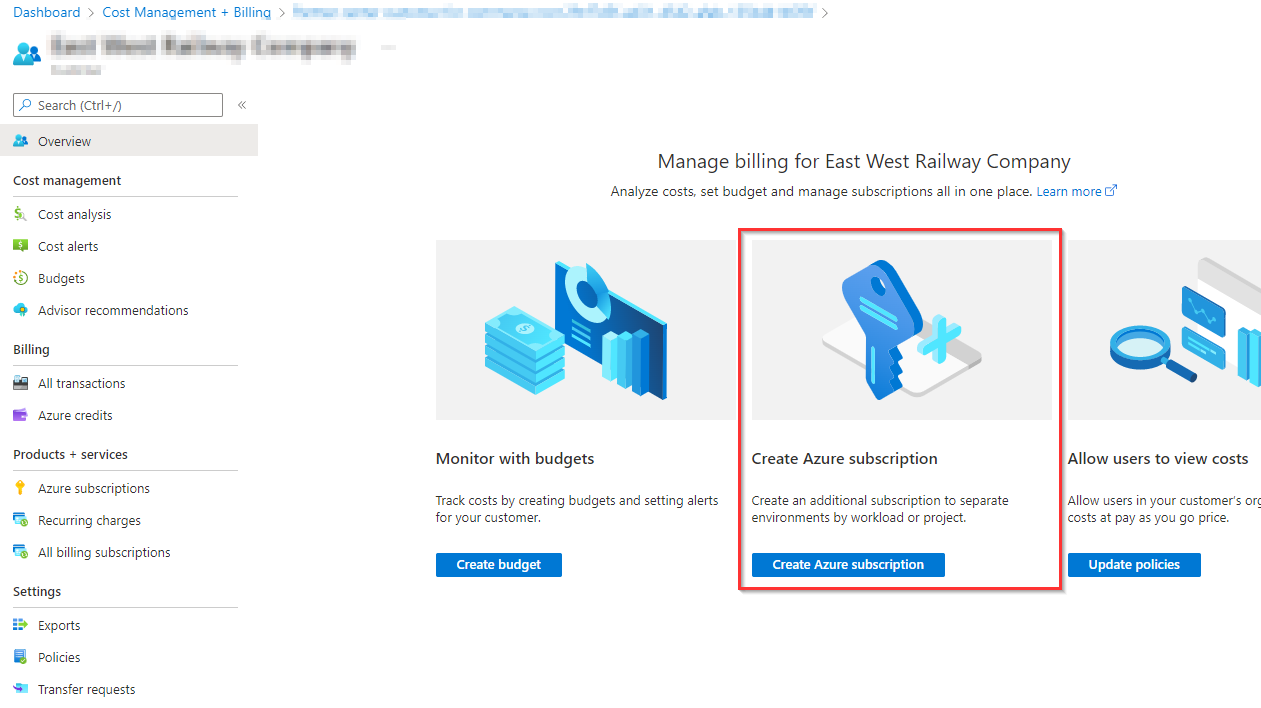 Dashboard > Cost Management + Billing >
East West Railway Company
Search (Ctrl+/)
«
Overview
Cost management
Cost analysis
Cost alerts
Budgets
Advisor recommendations
Billing
All transactions
Azure credits
Products + services
Azure subscriptions
Recurring charges
All billing subscriptions
Settings
Exports
Policies
Transfer requests
Manage billing for East West Railway Company
Analyze costs, set budget and manage subscriptions all in one place. Learn more
Monitor with budgets
Track costs by creating budgets and setting alerts
for your customer.
Create budget
Create Azure subscription
Create an additional subscription to separate
environments by workload or project.
Create Azure subscription
Allow users to view costs
Allow users in your customer's org
costs at pay as you go price.
Update policies